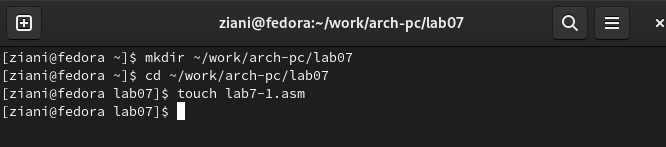 ziani@fedora:~/work/arch-pc/lab07
[ziani@fedora ~]$ mkdir ~/work/arch-pc/lab07
[ziani@fedora ~]$ cd ~/work/arch-pc/lab07
[ziani@fedora lab07]$ touch lab7-1.asm
[ziani@fedora lab07]$